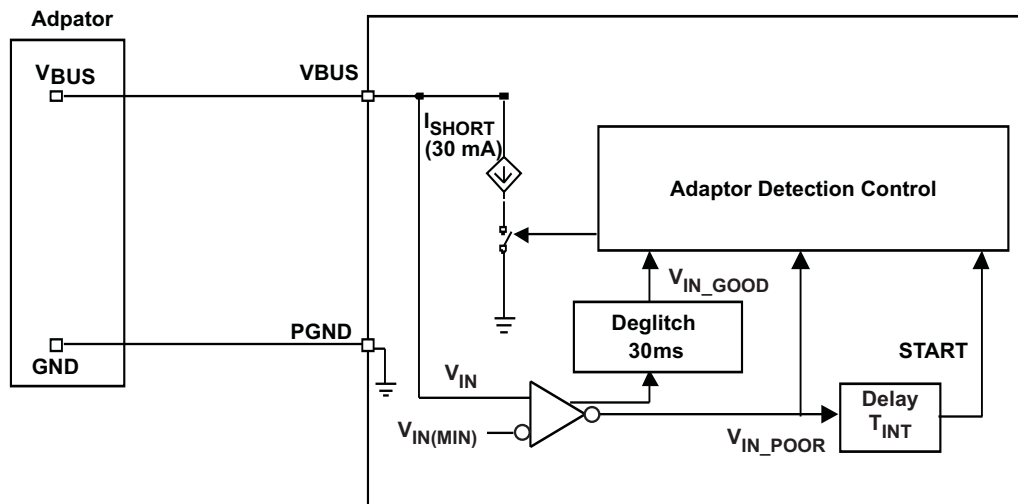 Adpator
VBUS
VBUS
ISHORT
(30 mA)
Adaptor Detection Control
VIN_GOOD
Deglitch
30ms
PGND
GND
START
VIN
Delay
TINT
VIN(MIN)
VIN_POOR